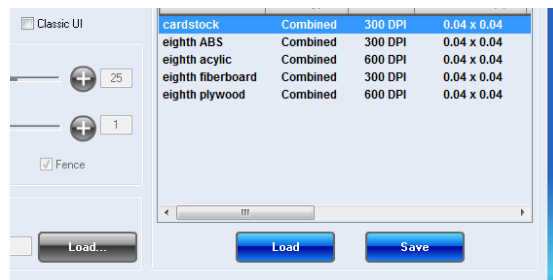 Classic UI
25
1
Fence
Load...
cardstock Combined 300 DPI 0.04 x 0.04
eighth ABS Combined 300 DPI 0.04 x 0.04
eighth acylic Combined 600 DPI 0.04 x 0.04
eighth fiberboard Combined 300 DPI 0.04 x 0.04
eighth plywood Combined 600 DPI 0.04 x 0.04
Load Save